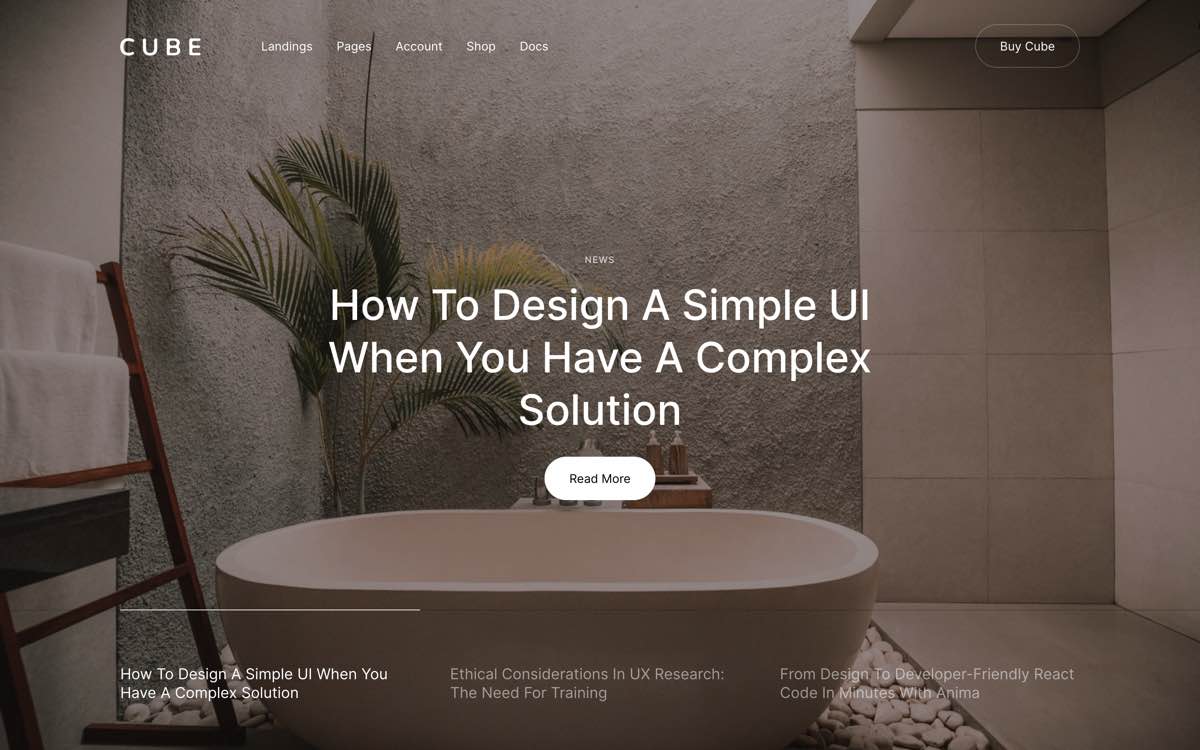 CUBE
Landings Pages Account Shop Docs
Buy Cube
NEWS
How To Design A Simple UI
When You Have A Complex
Solution
Read More
How To Design A Simple UI When You
Have A Complex Solution
Ethical Considerations In UX Research:
The Need For Training
From Design To Developer-Friendly React
Code In Minutes With Anima